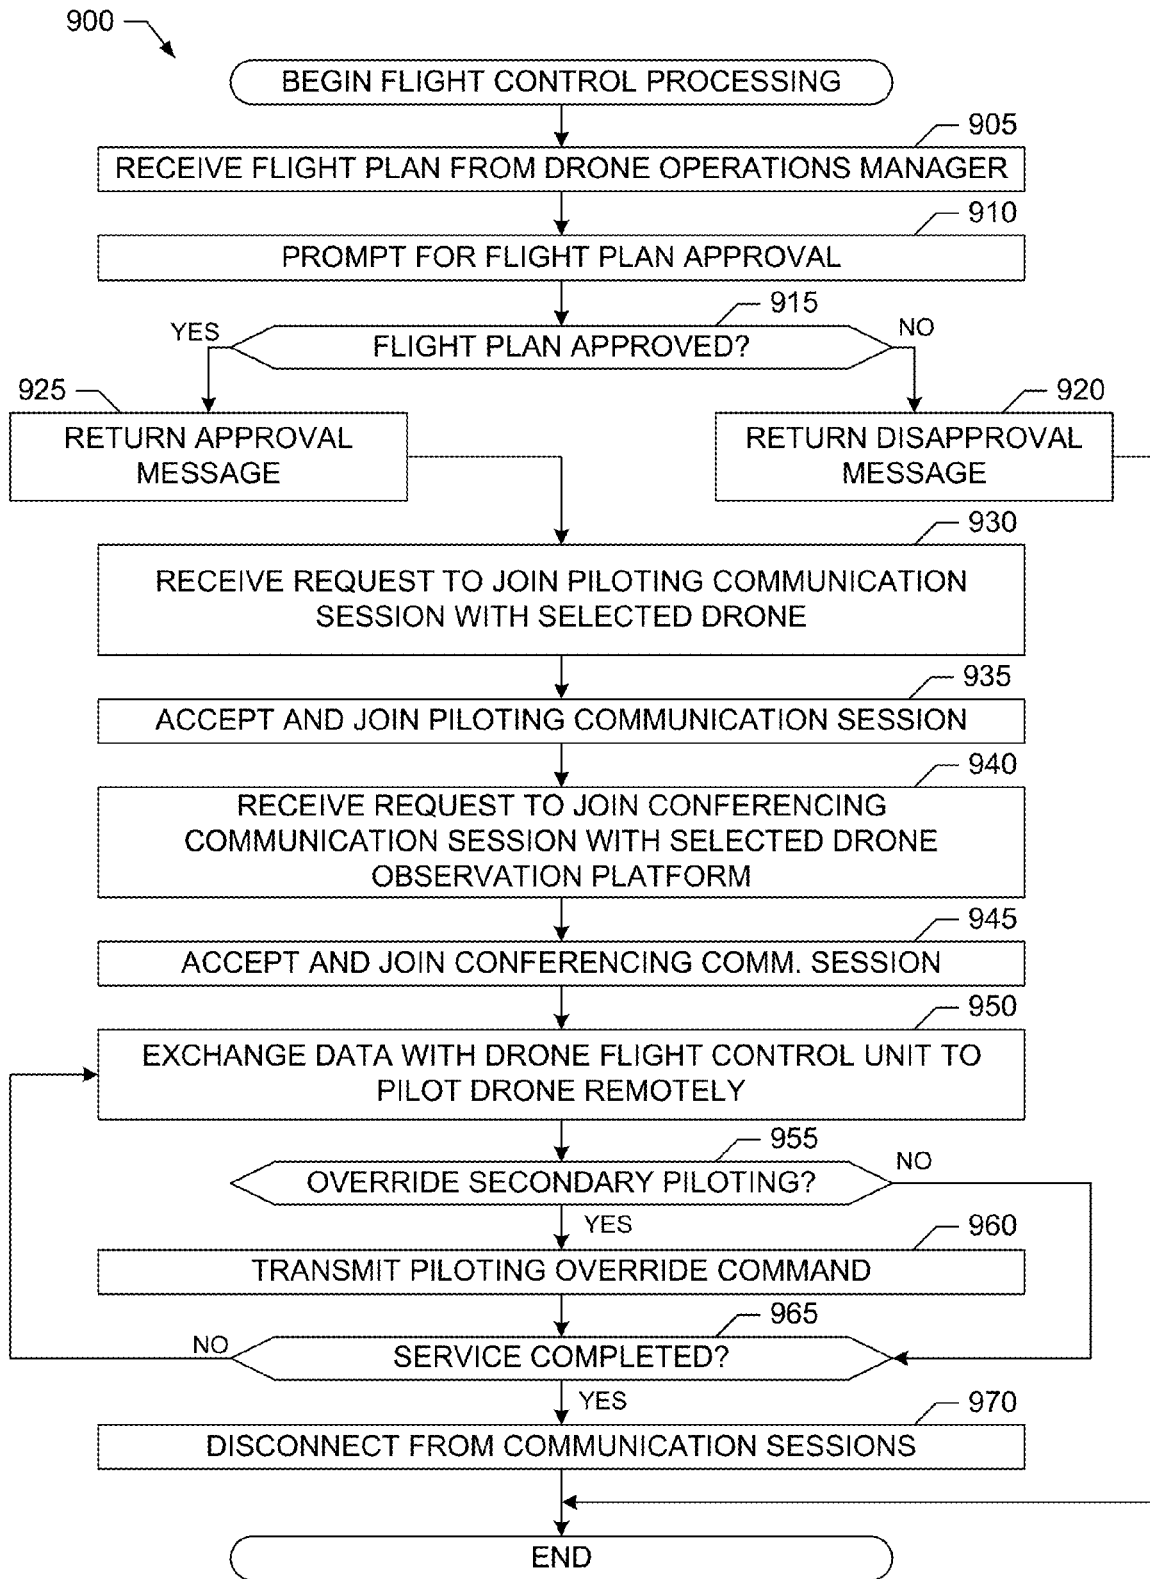 900
BEGIN FLIGHT CONTROL PROCESSING
905
RECEIVE FLIGHT PLAN FROM DRONE OPERATIONS MANAGER
910
PROMPT FOR FLIGHT PLAN APPROVAL
915
YES
FLIGHT PLAN APPROVED?
NO
925
RETURN APPROVAL
MESSAGE
920
RETURN DISAPPROVAL
MESSAGE
930
RECEIVE REQUEST TO JOIN PILOTING COMMUNICATION
SESSION WITH SELECTED DRONE
935
ACCEPT AND JOIN PILOTING COMMUNICATION SESSION
940
RECEIVE REQUEST TO JOIN CONFERENCING
COMMUNICATION SESSION WITH SELECTED DRONE
OBSERVATION PLATFORM
945
ACCEPT AND JOIN CONFERENCING COMM. SESSION
950
EXCHANGE DATA WITH DRONE FLIGHT CONTROL UNIT TO
PILOT DRONE REMOTELY
955
OVERRIDE SECONDARY PILOTING?
NO
YES
960
TRANSMIT PILOTING OVERRIDE COMMAND
965
NO
SERVICE COMPLETED?
YES
970
DISCONNECT FROM COMMUNICATION SESSIONS
END